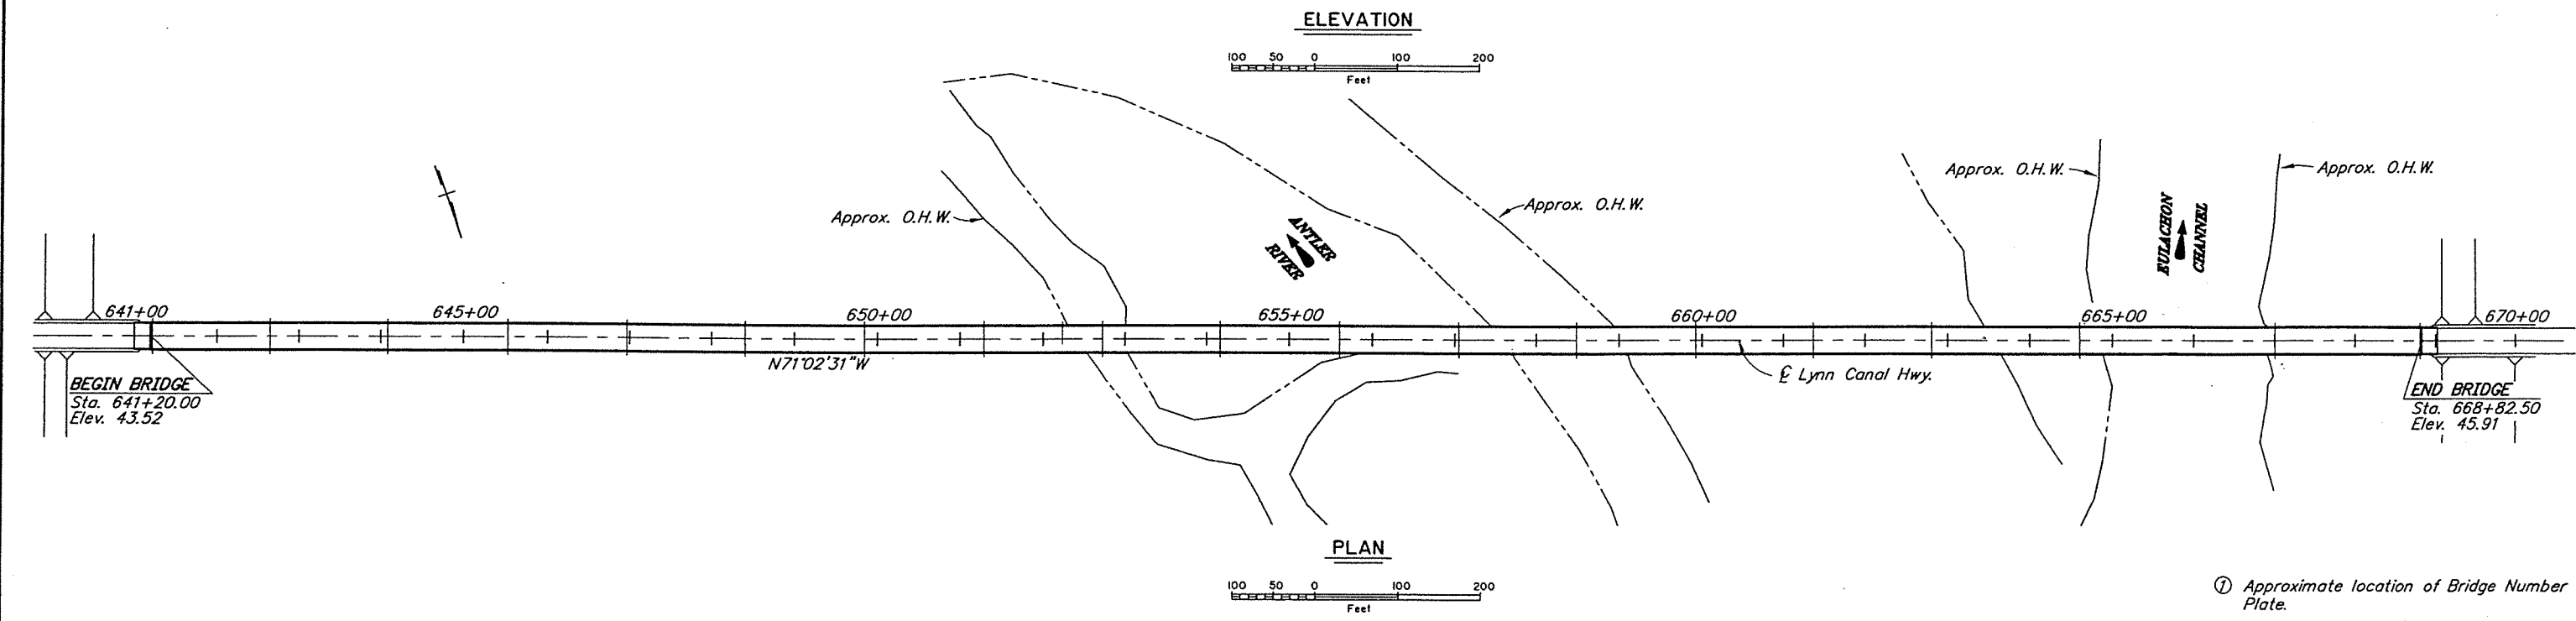 ELEVATION
100 50 0 100 200
Feet
Approx. O.H.W.
Approx. O.H.W.
Approx. O.H.W.
Approx. O.H.W.
ANTLER
RIVER
EULACHON
CHANNEL
641+00 645+00 650+00 655+00 660+00 665+00 670+00
N71°02'31"W
BEGIN BRIDGE
Sta. 641+20.00
Elev. 43.52
℄ Lynn Canal Hwy.
END BRIDGE
Sta. 668+82.50
Elev. 45.91
PLAN
100 50 0 100 200
Feet
① Approximate location of Bridge Number
Plate.